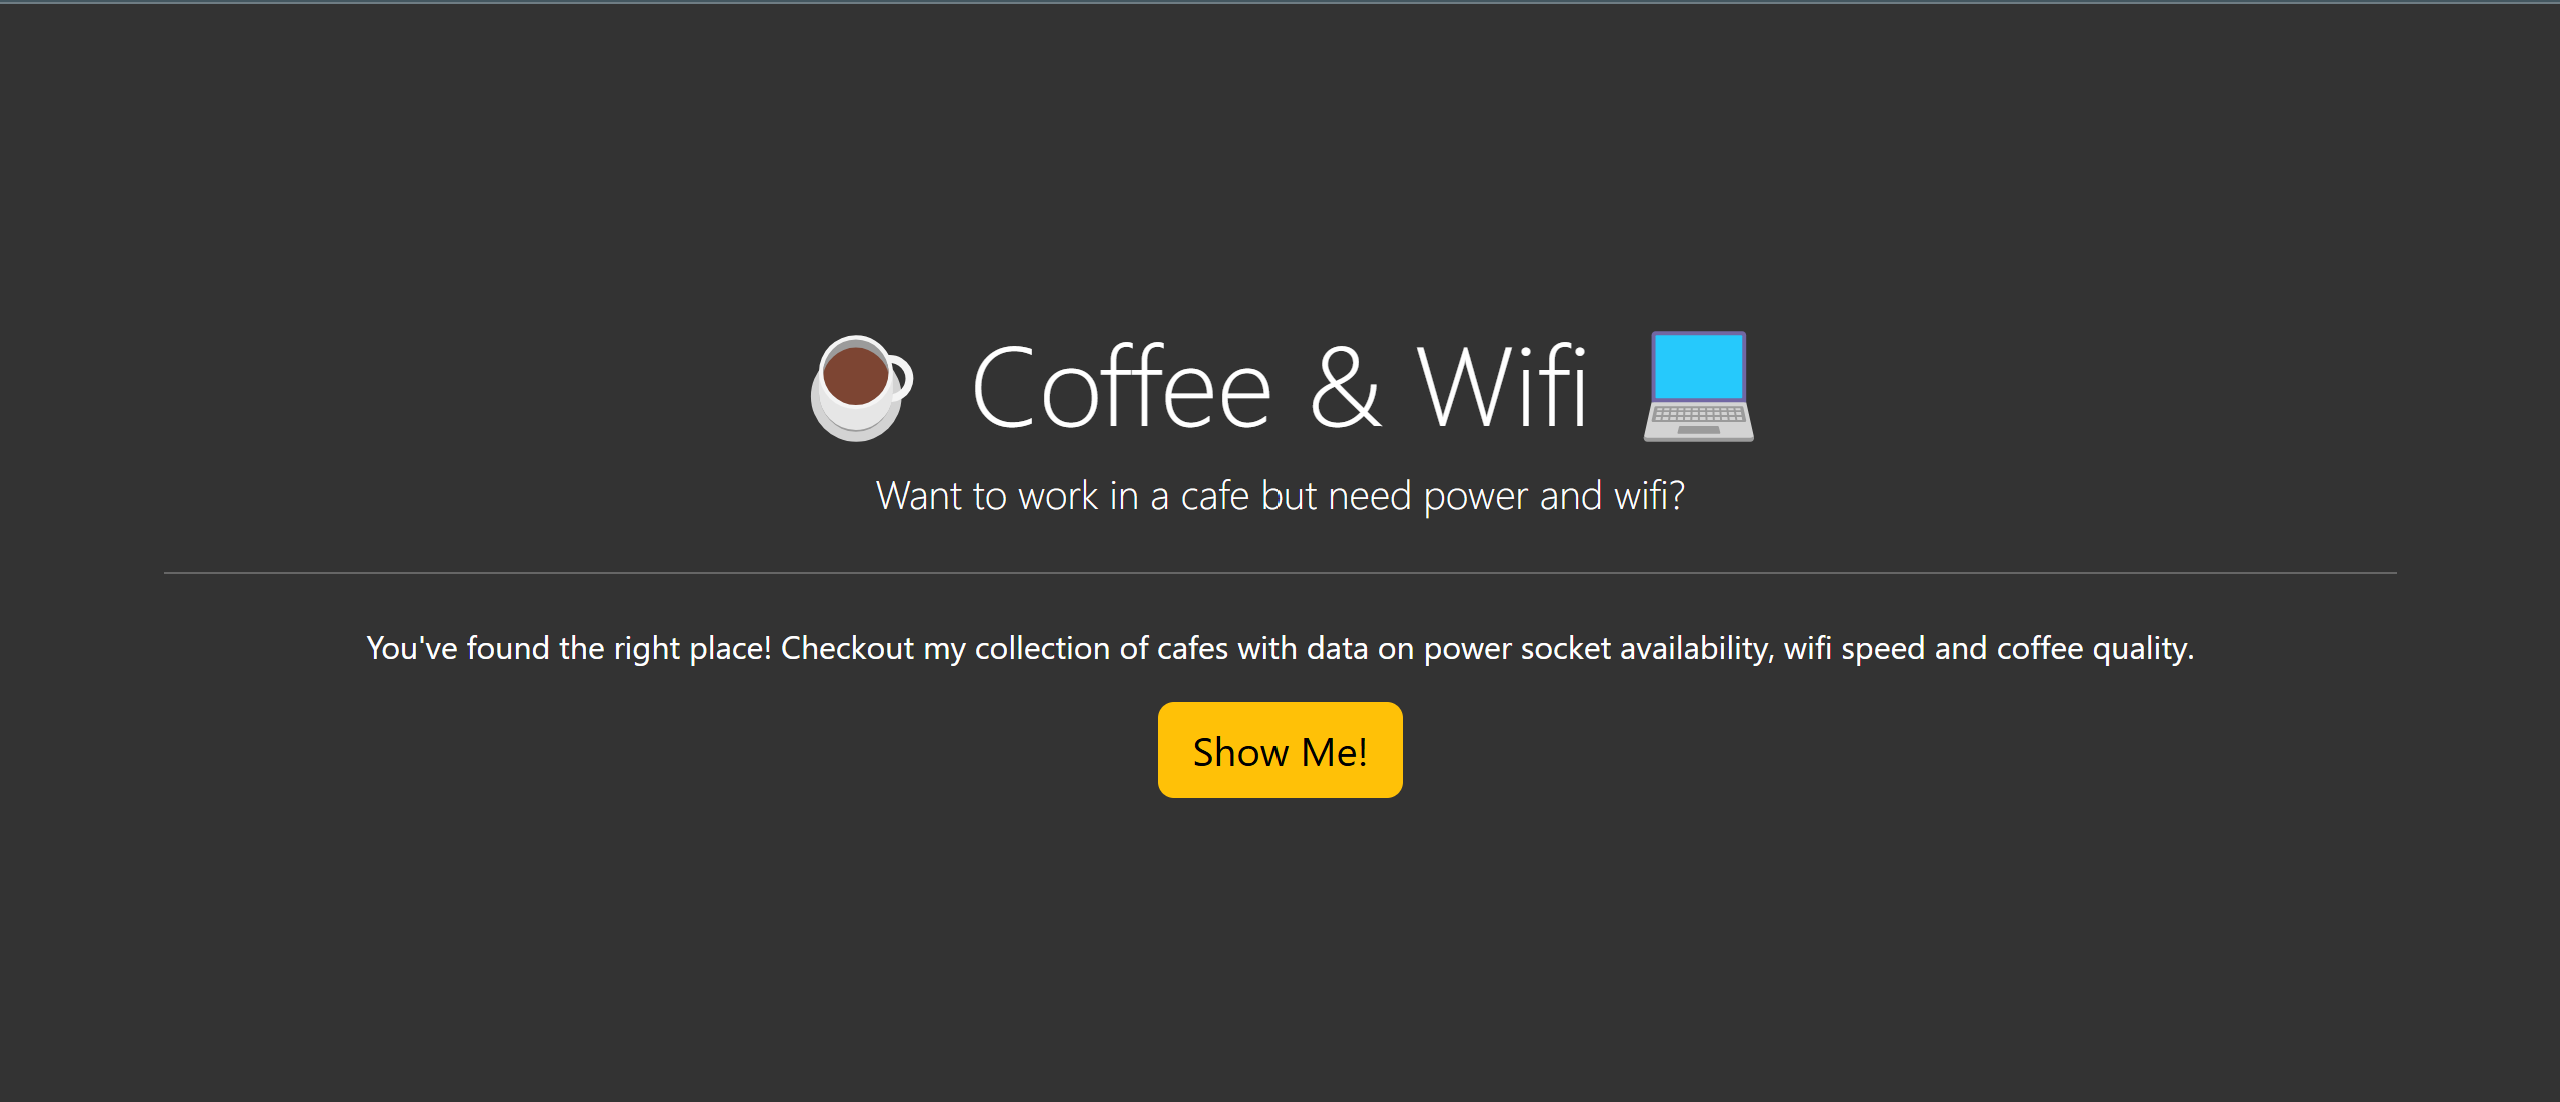 Coffee & Wifi
Want to work in a cafe but need power and wifi?
You've found the right place! Checkout my collection of cafes with data on power socket availability, wifi speed and coffee quality.
Show Me!